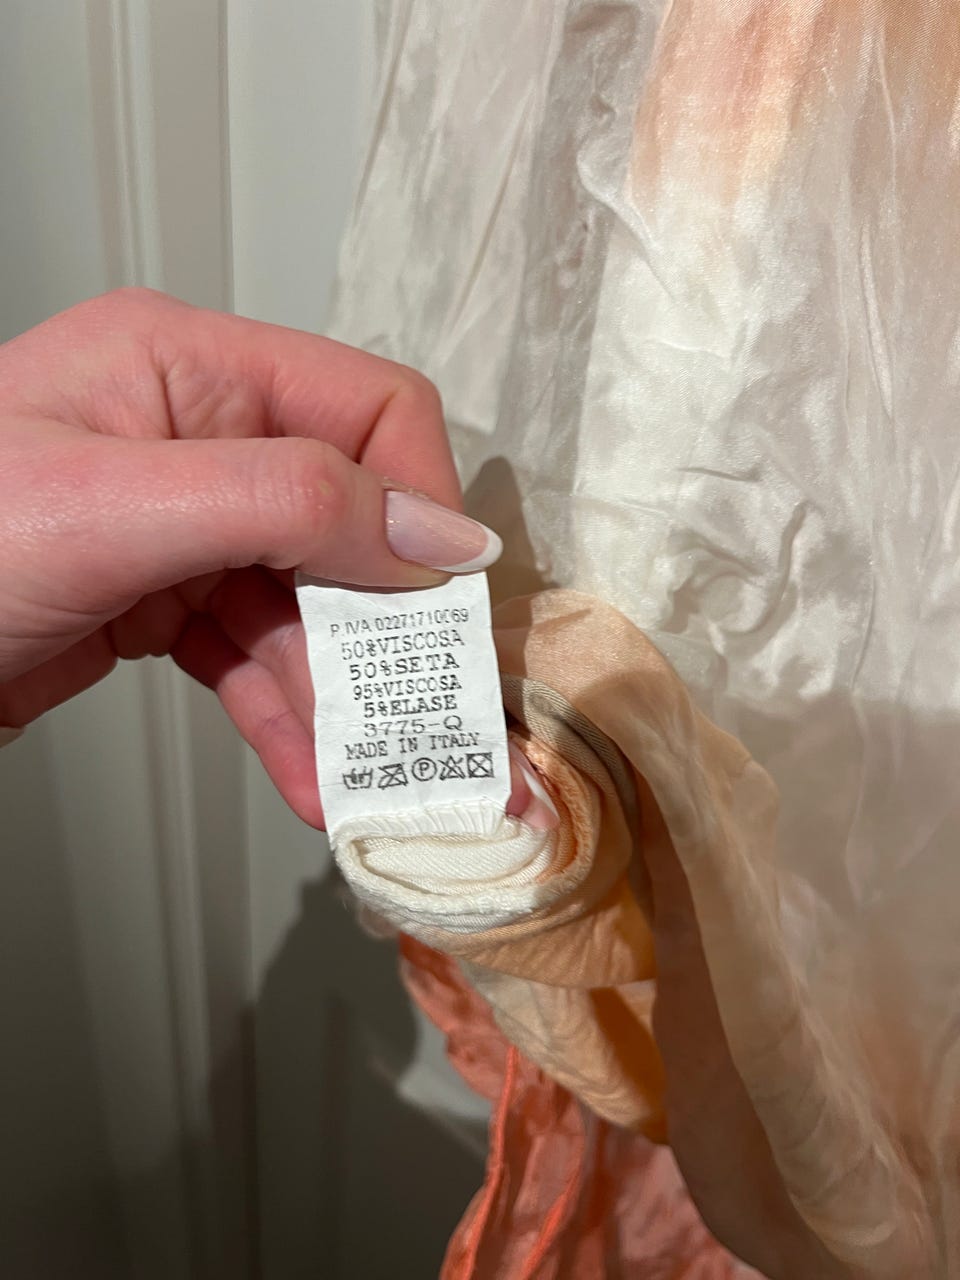 P.IVA 02271710069
50%VISCOSA
50%SETA
95%VISCOSA
5%ELASE
3775-Q
MADE IN ITALY
P